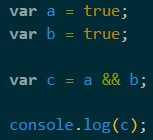 var a = true;
var b = true;
var c = a && b;
console.log(c);